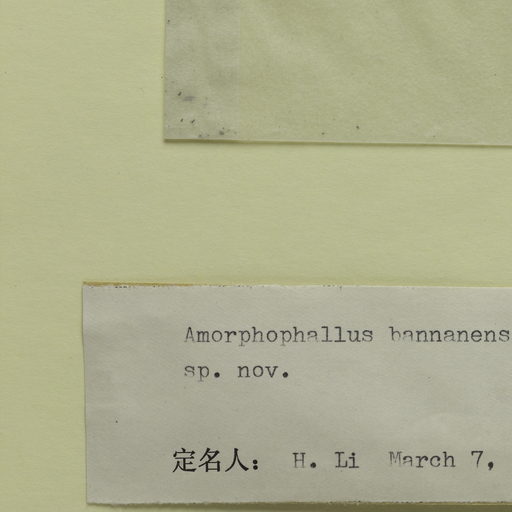 Amorphophallus bannanens
sp. nov.
定名人： H. Li March 7,